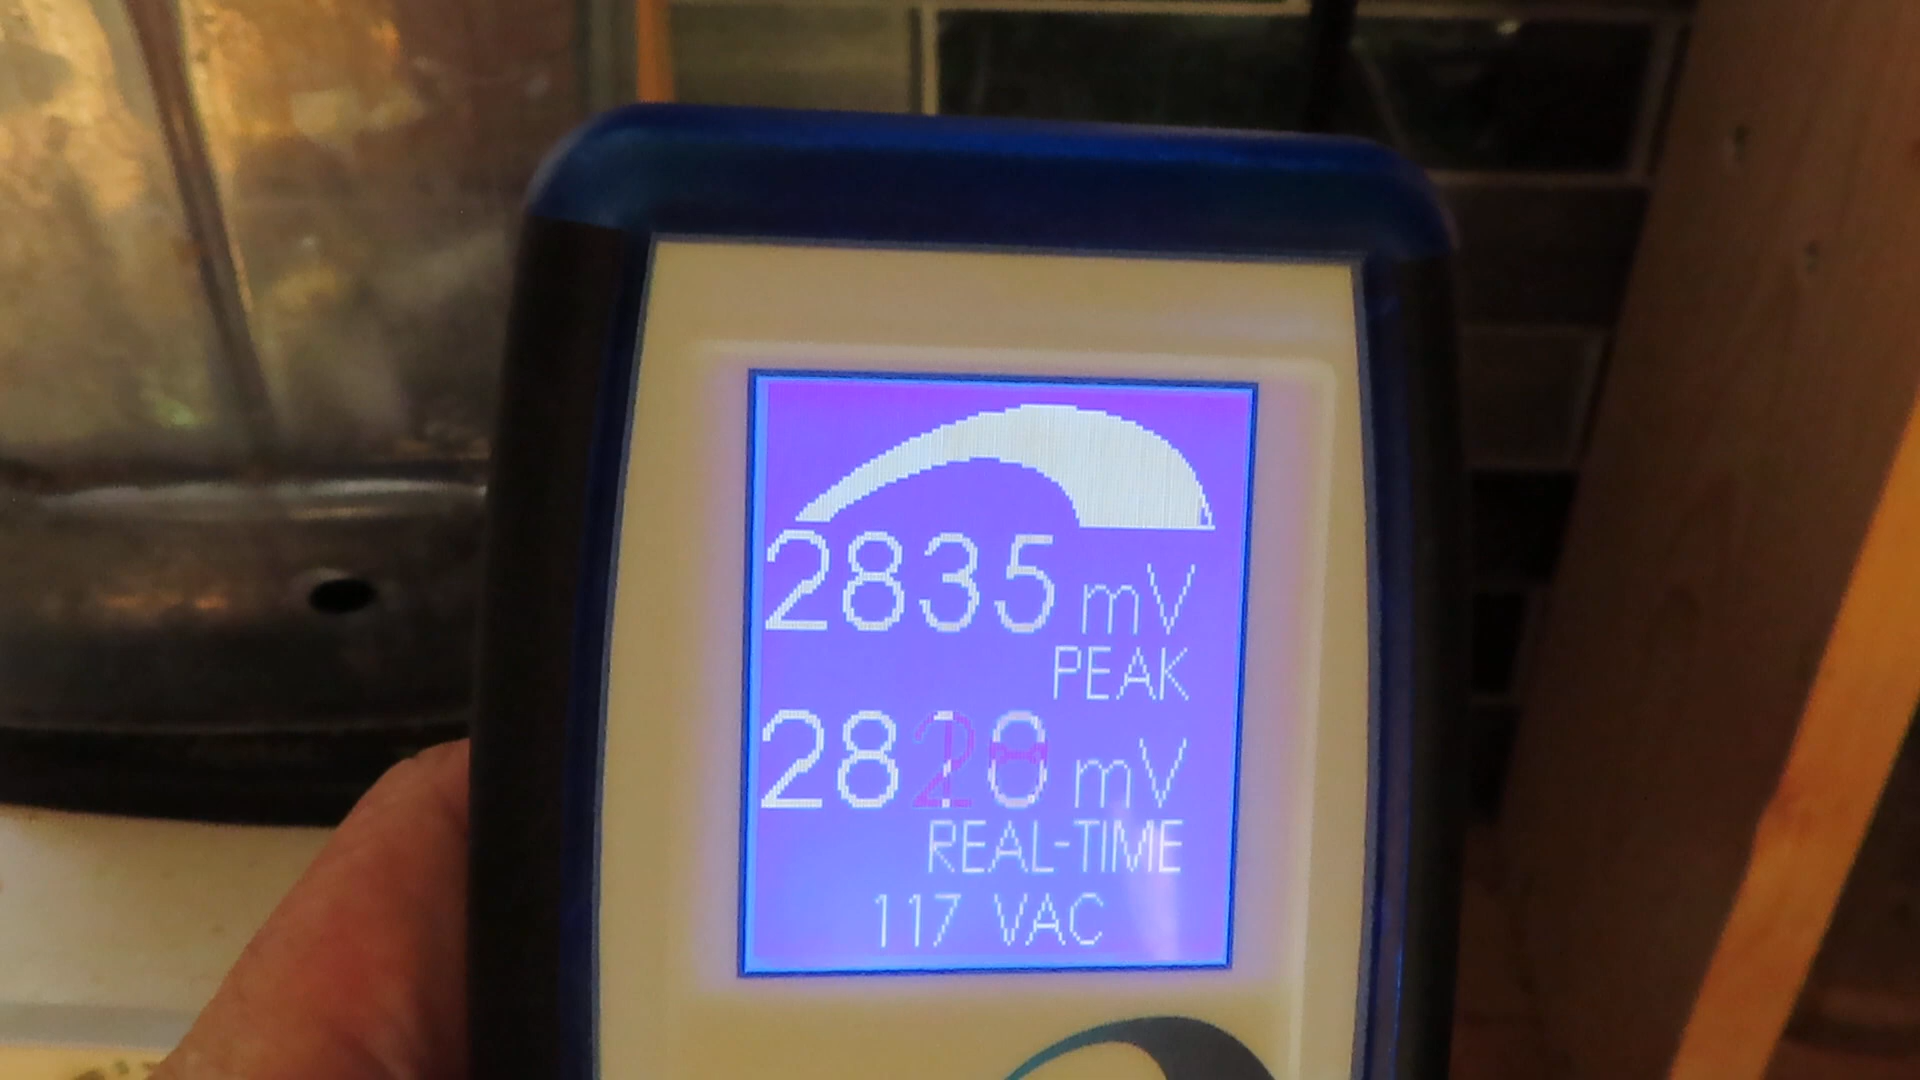 2835 mV
PEAK
mV
REAL-TIME
117 VAC